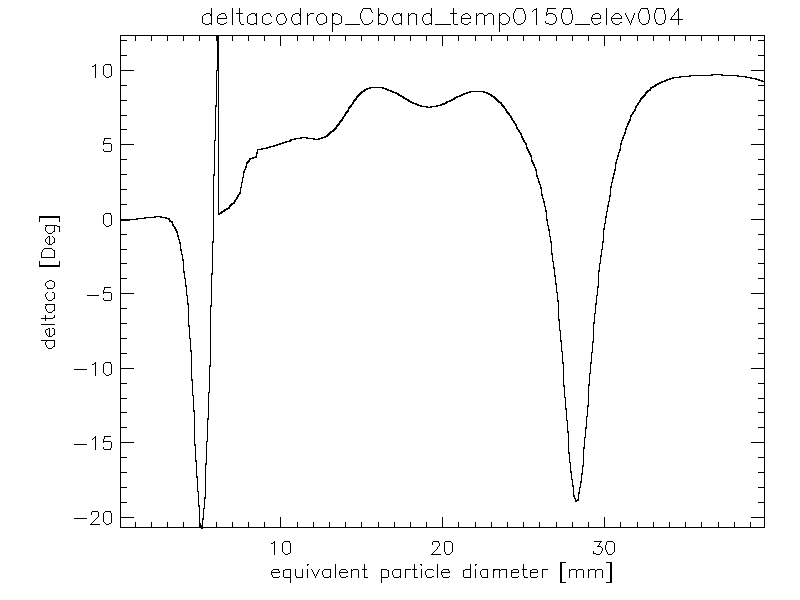 deltacodrop_Cband_temp0150_elev004
10
5
0
-5
-10
-15
-20
deltaco [Deg]
10 20 30
equivalent particle diameter [mm]